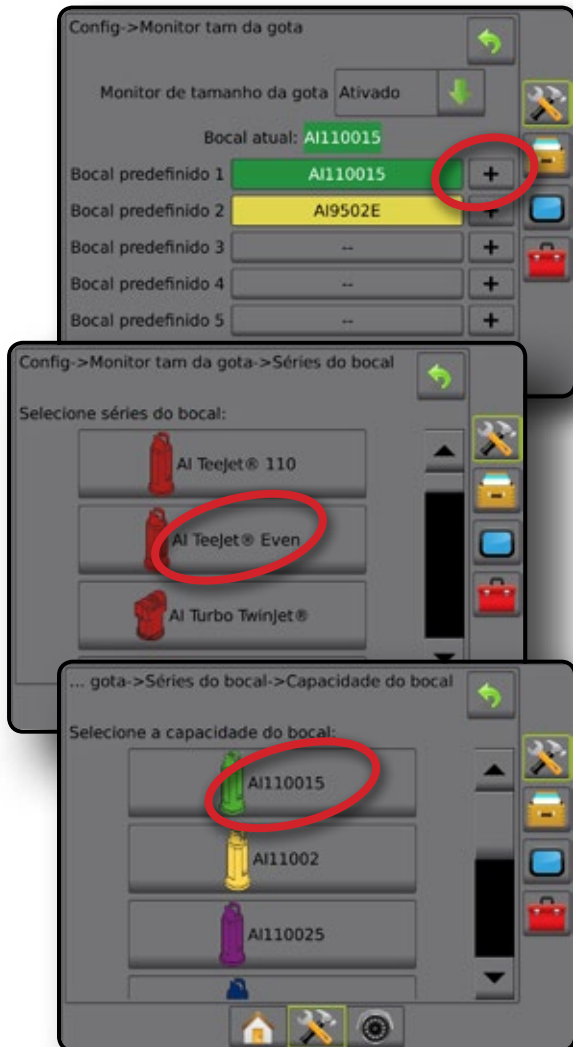 Config->Monitor tam da gota
Monitor de tamanho da gota Ativado
Bocal atual: AI110015
Bocal predefinido 1 AI110015 +
Bocal predefinido 2 AI9502E +
Bocal predefinido 3 -- +
Bocal predefinido 4 -- +
Bocal predefinido 5 -- +
Config->Monitor tam da gota->Séries do bocal
Selecione séries do bocal:
AI TeeJet® 110
AI TeeJet® Even
AI Turbo TwinJet®
... gota->Séries do bocal->Capacidade do bocal
Selecione a capacidade do bocal:
AI110015
AI11002
AI110025